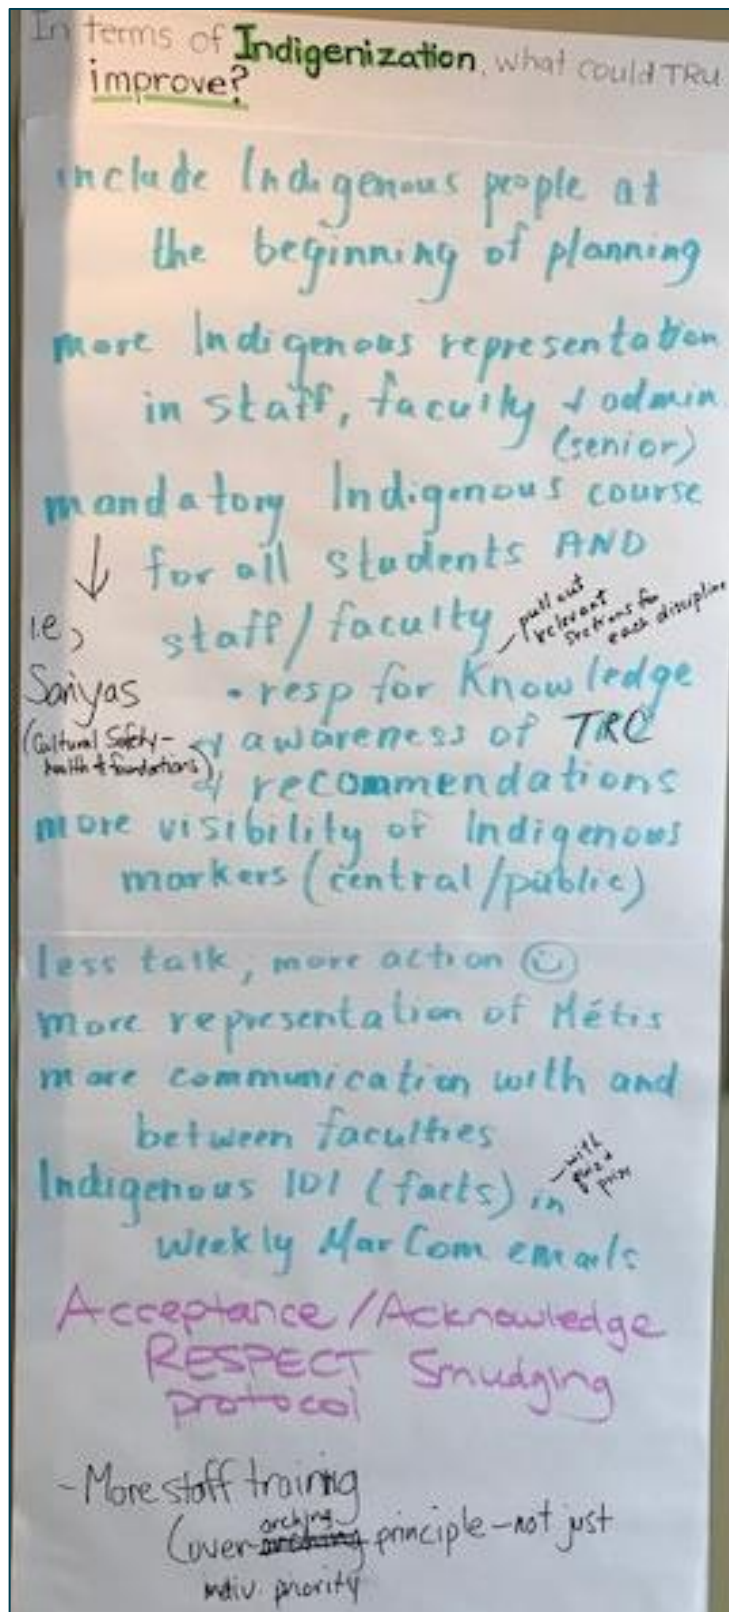 In terms of Indigenization, what could TRU
improve?
include Indigenous people at
the beginning of planning
more Indigenous representation
in staff, faculty & admin
(senior)
mandatory Indigenous course
for all students AND
staff/faculty
pull out
relevant
sections for
each discipline
i.e,
Sanyas
(Cultural Safety-
health & foundations)
• resp for Knowledge
& awareness of TRC
& recommendations
more visibility of Indigenous
markers (central/public)
less talk, more action ☺
more representation of Métis
more communication with and
between faculties
Indigenous 101 (facts) in
- with
prize
weekly MarCom emails
Acceptance/Acknowledge
RESPECT Smudging
protocol
- More staff training
(over-arching principle - not just
indiv. priority